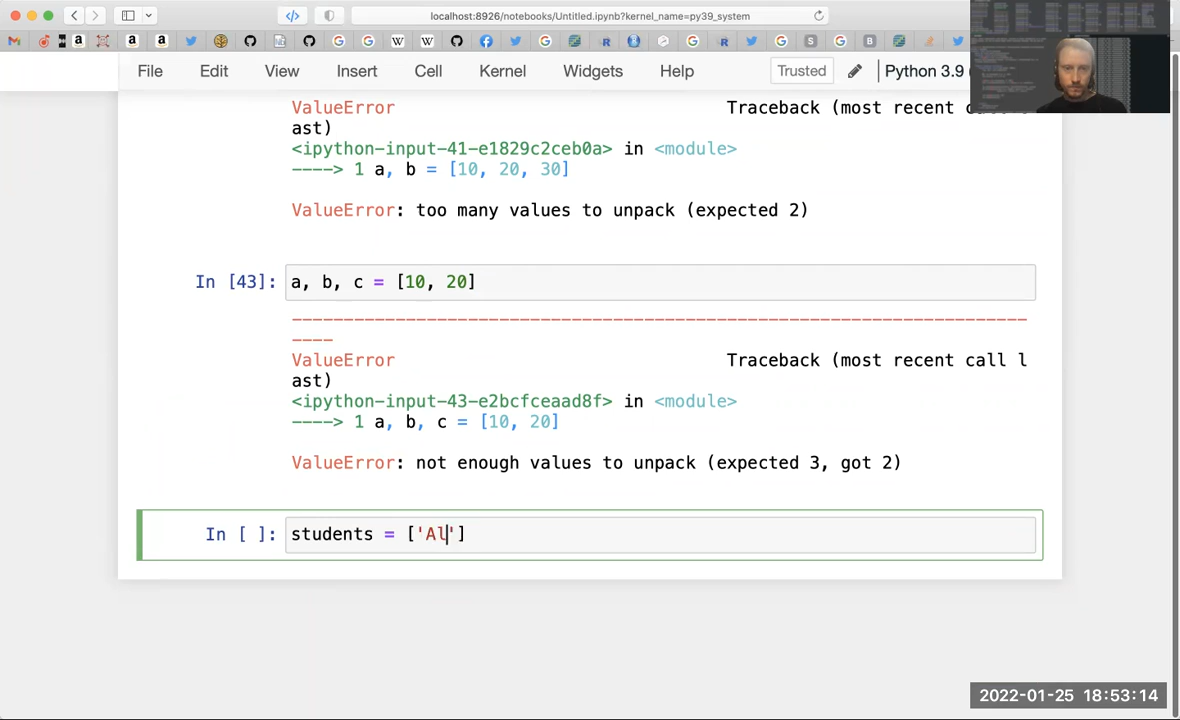 localhost:8926/notebooks/Untitled.ipynb?kernel_name=py39_system
File Edit View Insert Cell Kernel Widgets Help Trusted Python 3.9
ValueError Traceback (most recent
ast)
<ipython-input-41-e1829c2ceb0a> in <module>
----> 1 a, b = [10, 20, 30]
ValueError: too many values to unpack (expected 2)
In [43]: a, b, c = [10, 20]
---------------------------------------------------------------------------
ValueError Traceback (most recent call l
ast)
<ipython-input-43-e2bcfceaad8f> in <module>
----> 1 a, b, c = [10, 20]
ValueError: not enough values to unpack (expected 3, got 2)
In [ ]: students = ['Al']
2022-01-25 18:53:14